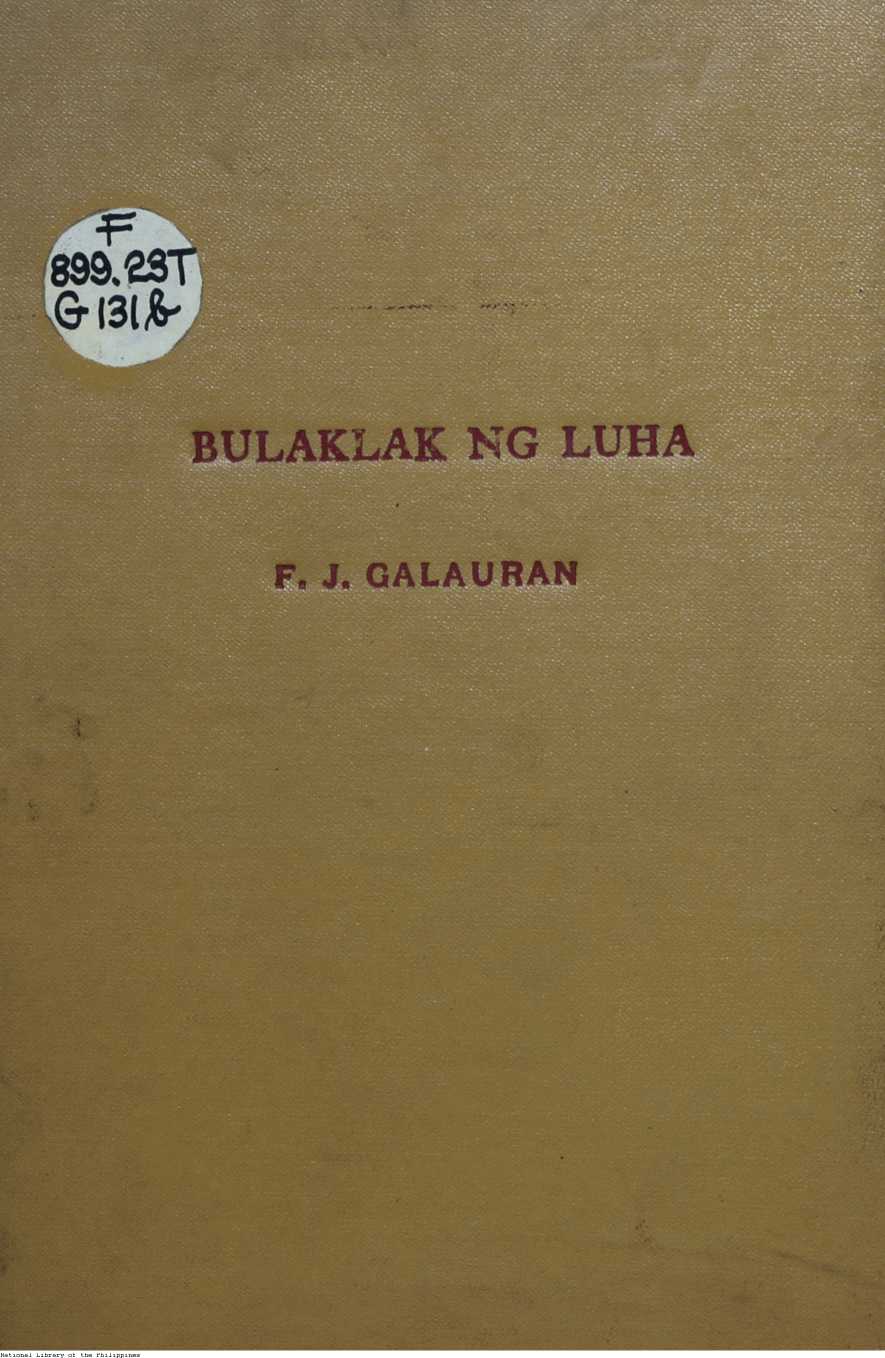 F
899.23T
G131b
BULAKLAK NG LUHA
F. J. GALAURAN
National Library of the Philippines